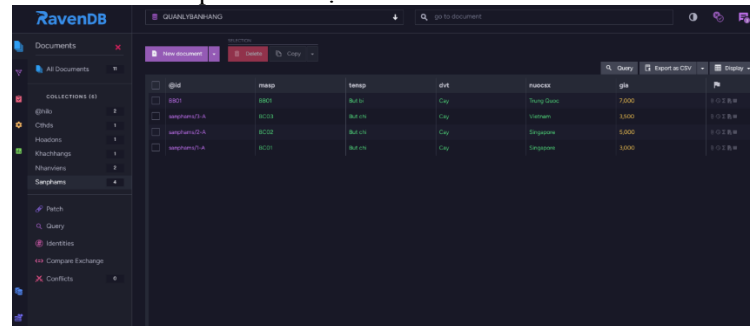 RavenDB
QUANLYBANHANG
go to document
Documents
SELECTION
New document
Delete
Copy
All Documents 11
Query
Export as CSV
Display
COLLECTIONS (6)
@id masp tensp dvt nuocsx gia
BB01 BB01 But bi Cay Trung Quoc 7,000
sanphams/3-A BC03 But chi Cay Vietnam 3,500
sanphams/2-A BC02 But chi Cay Singapore 5,000
sanphams/1-A BC01 But chi Cay Singapore 3,000
@hilo 2
Cthds 1
Hoadons 1
Khachhangs 1
Nhanviens 2
Sanphams 4
Patch
Query
Identities
Compare Exchange
Conflicts 0